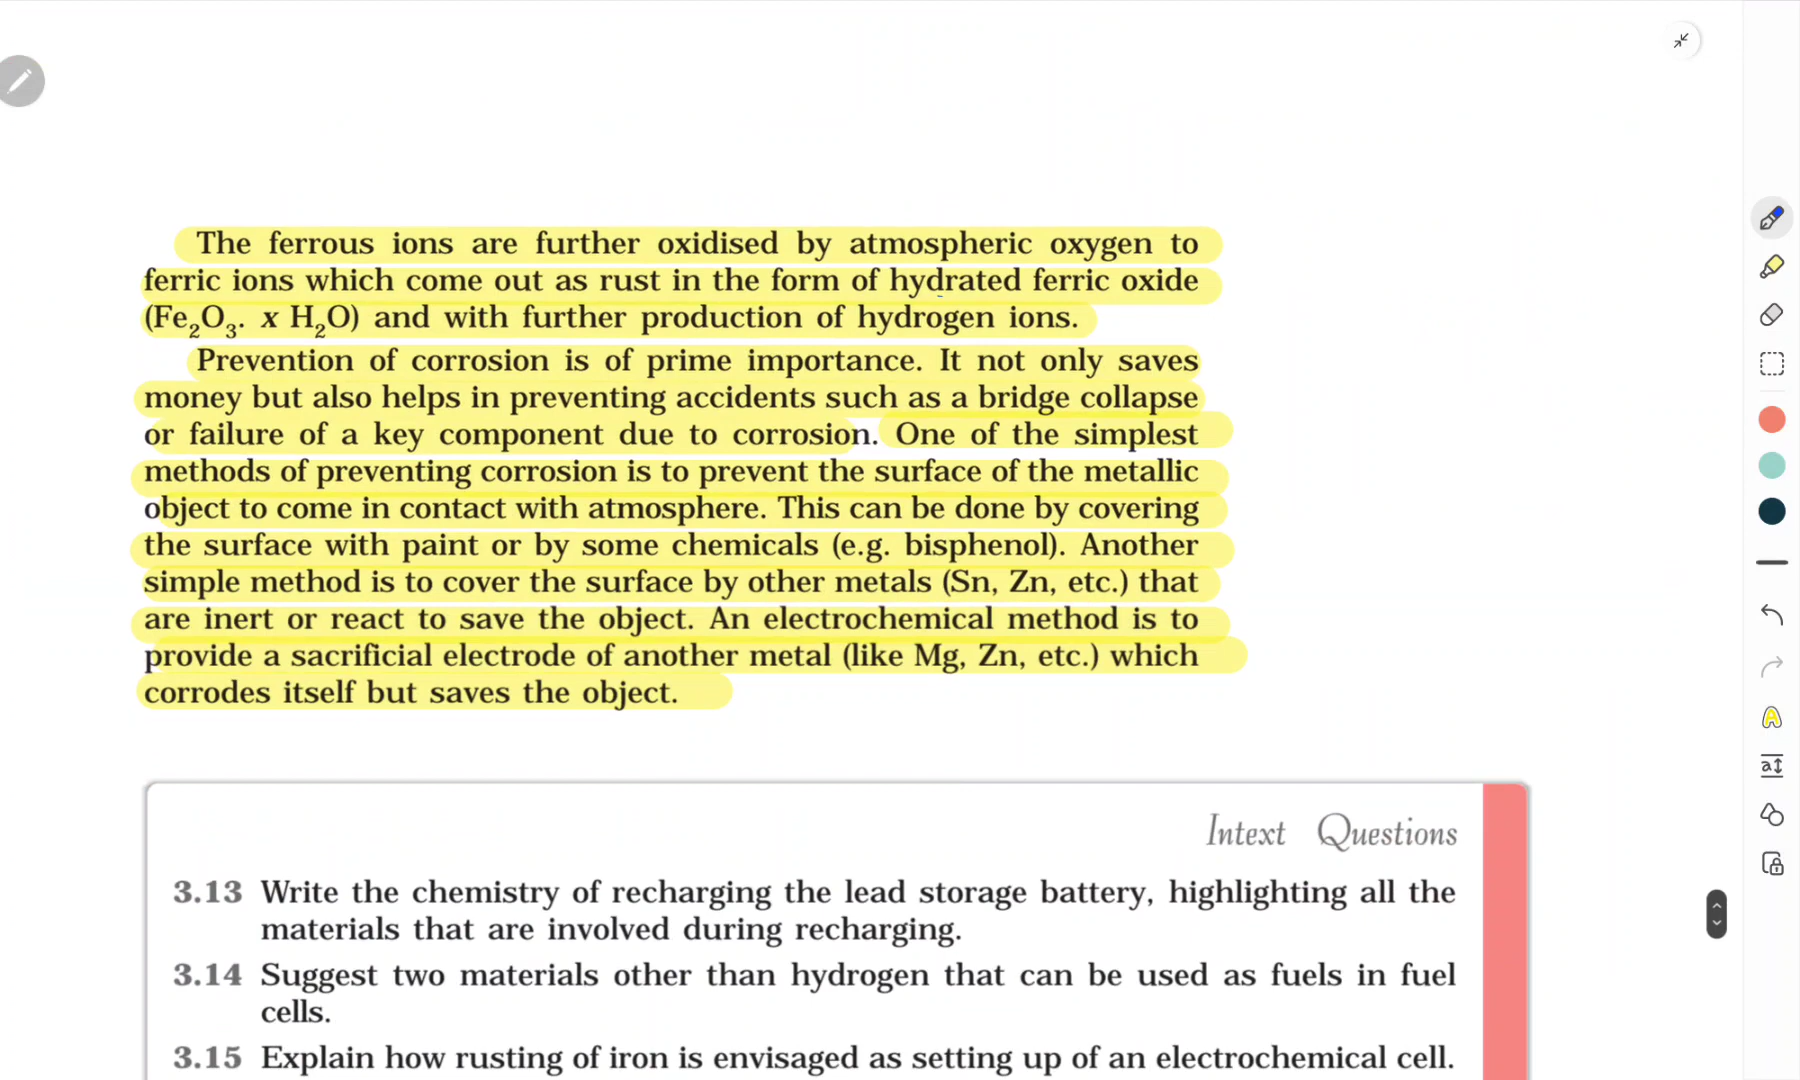 The ferrous ions are further oxidised by atmospheric oxygen to
ferric ions which come out as rust in the form of hydrated ferric oxide
(Fe₂O₃. x H₂O) and with further production of hydrogen ions.
Prevention of corrosion is of prime importance. It not only saves
money but also helps in preventing accidents such as a bridge collapse
or failure of a key component due to corrosion. One of the simplest
methods of preventing corrosion is to prevent the surface of the metallic
object to come in contact with atmosphere. This can be done by covering
the surface with paint or by some chemicals (e.g. bisphenol). Another
simple method is to cover the surface by other metals (Sn, Zn, etc.) that
are inert or react to save the object. An electrochemical method is to
provide a sacrificial electrode of another metal (like Mg, Zn, etc.) which
corrodes itself but saves the object.
Intext Questions
3.13 Write the chemistry of recharging the lead storage battery, highlighting all the
materials that are involved during recharging.
3.14 Suggest two materials other than hydrogen that can be used as fuels in fuel
cells.
3.15 Explain how rusting of iron is envisaged as setting up of an electrochemical cell.